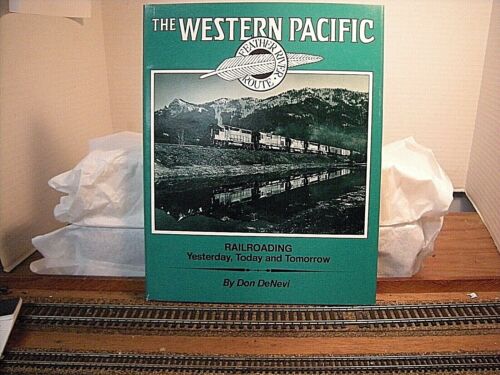 THE WESTERN PACIFIC
FEATHER RIVER
ROUTE
RAILROADING
Yesterday, Today and Tomorrow
By Don DeNevi